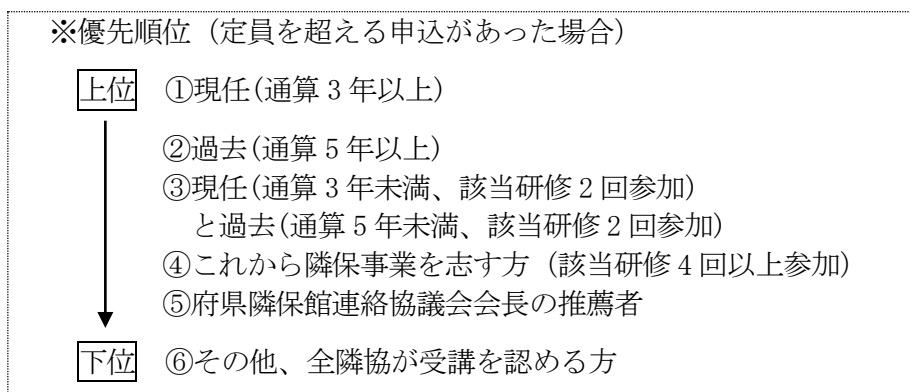 ※優先順位（定員を超える申込があった場合）
上位 ①現任(通算3年以上)
②過去(通算5年以上)
③現任(通算3年未満、該当研修2回参加)
と過去(通算5年未満、該当研修2回参加)
④これから隣保事業を志す方（該当研修4回以上参加）
⑤府県隣保館連絡協議会会長の推薦者
下位 ⑥その他、全隣協が受講を認める方